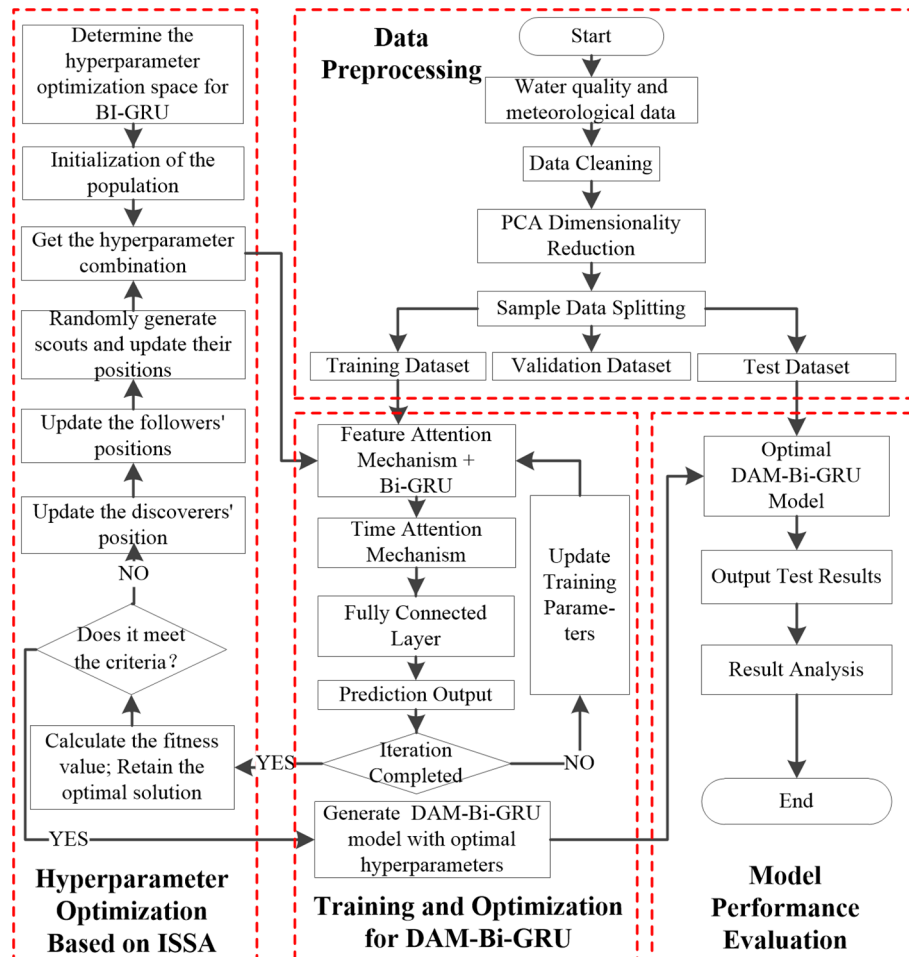 Determine the
hyperparameter
optimization space for
BI-GRU
Initialization of the
population
Get the hyperparameter
combination
Randomly generate
scouts and update their
positions
Update the followers'
positions
Update the discoverers'
position
NO
Does it meet
the criteria？
Calculate the fitness
value; Retain the
optimal solution
YES
Hyperparameter
Optimization
Based on ISSA
Data
Preprocessing
Start
Water quality and
meteorological data
Data Cleaning
PCA Dimensionality
Reduction
Sample Data Splitting
Training Dataset
Validation Dataset
Test Dataset
Feature Attention
Mechanism +
Bi-GRU
Time Attention
Mechanism
Fully Connected
Layer
Prediction Output
Iteration
Completed
YES
NO
Update
Training
Parame-
ters
Generate DAM-Bi-GRU
model with optimal
hyperparameters
Training and Optimization
for DAM-Bi-GRU
Optimal
DAM-Bi-GRU
Model
Output Test Results
Result Analysis
End
Model
Performance
Evaluation